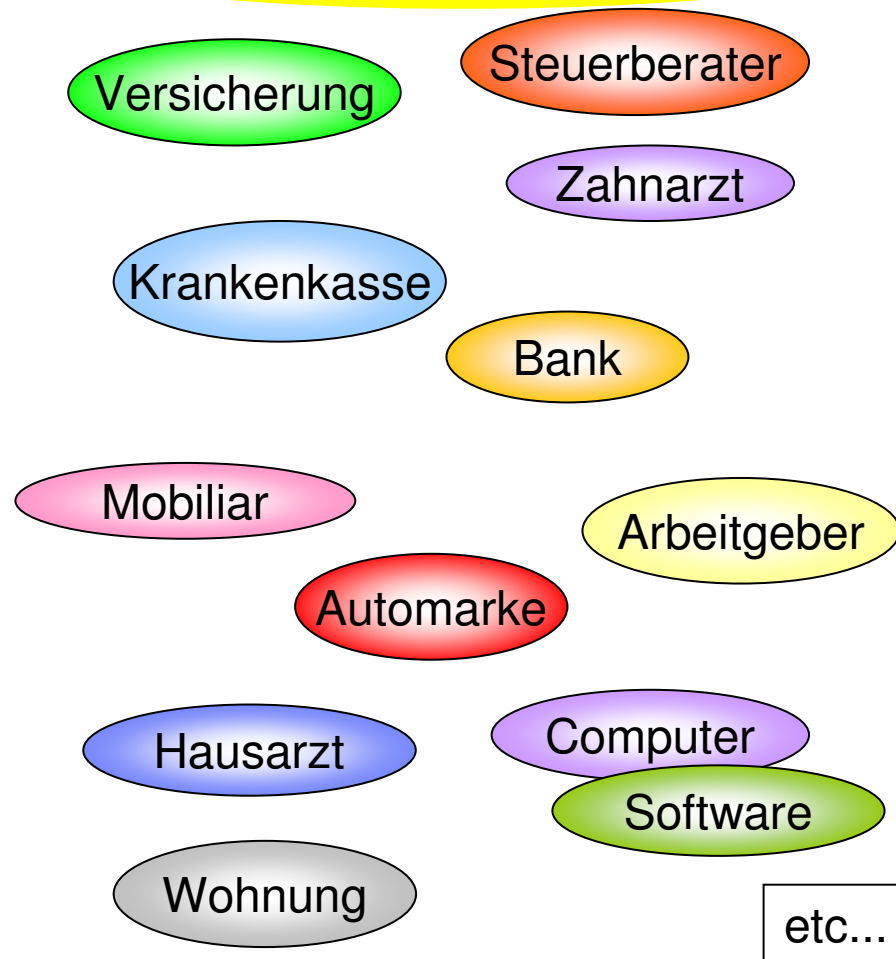 Steuerberater
Versicherung
Zahnarzt
Krankenkasse
Bank
Mobiliar
Arbeitgeber
Automarke
Computer
Hausarzt
Software
Wohnung
etc...